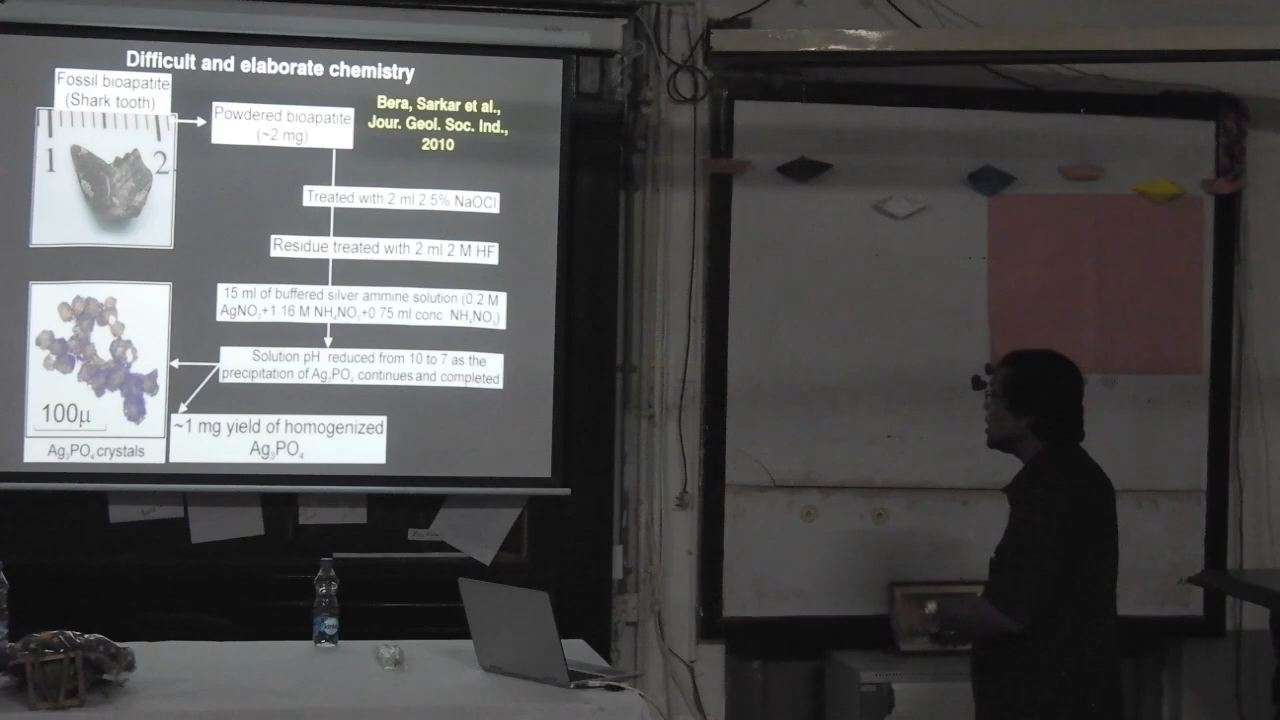 Difficult and elaborate chemistry
Fossil bioapatite
(Shark tooth)
1 2
Powdered bioapatite
(~2 mg)
Bera, Sarkar et al.,
Jour. Geol. Soc. Ind.,
2010
Treated with 2 ml 2 5% NaOCl
Residue treated with 2 ml 2 M HF
15 ml of buffered silver ammine solution (0 2 M
AgNO₃+1 16 M NH₄NO₃+0 75 ml conc NH₄NO₃)
Solution pH reduced from 10 to 7 as the
precipitation of Ag₃PO₄ continues and completed
100μ
Ag₃PO₄ crystals
~1 mg yield of homogenized
Ag₃PO₄